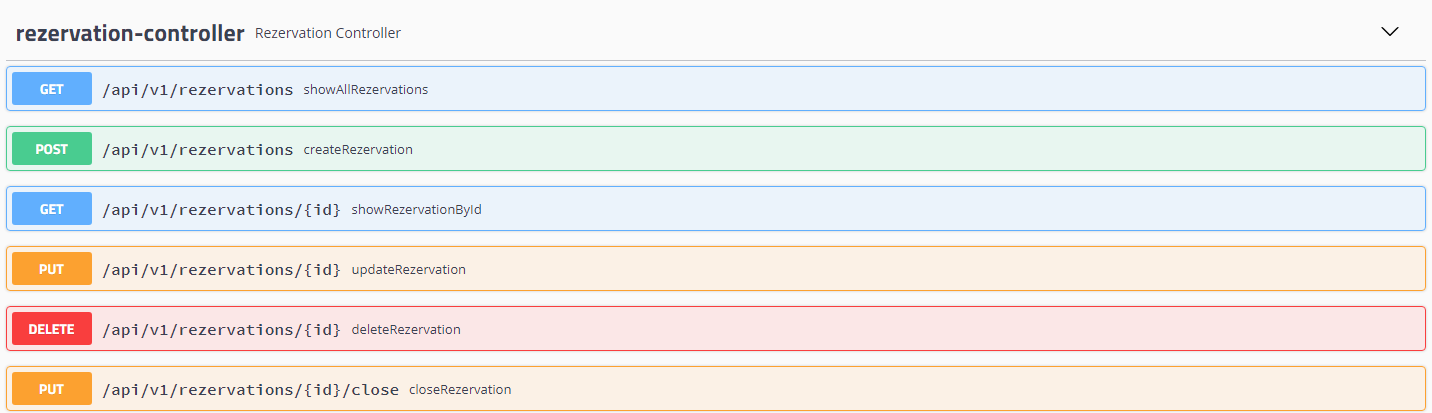 rezervation-controller Rezervation Controller
GET /api/v1/rezervations showAllRezervations
POST /api/v1/rezervations createRezervation
GET /api/v1/rezervations/{id} showRezervationById
PUT /api/v1/rezervations/{id} updateRezervation
DELETE /api/v1/rezervations/{id} deleteRezervation
PUT /api/v1/rezervations/{id}/close closeRezervation